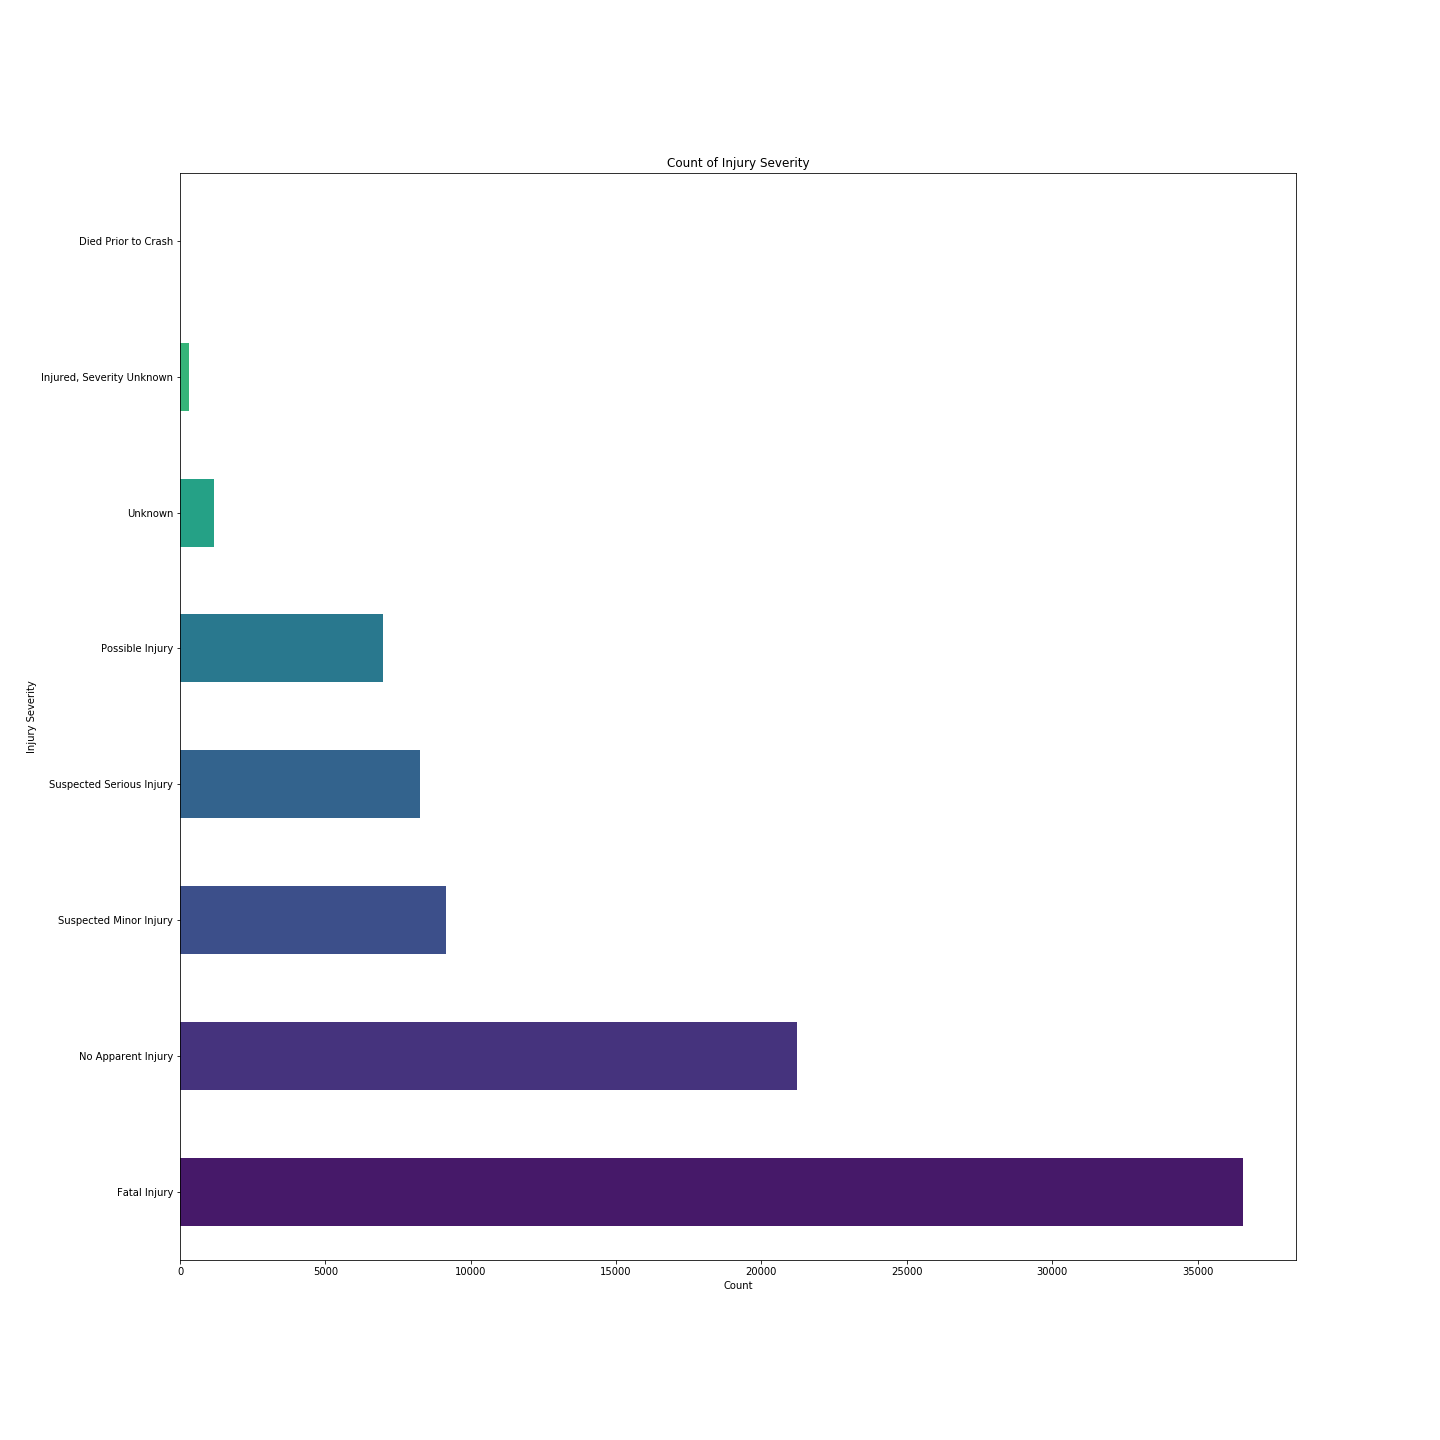 Count of Injury Severity
Died Prior to Crash
Injured, Severity Unknown
Unknown
Possible Injury
Suspected Serious Injury
Suspected Minor Injury
No Apparent Injury
Fatal Injury
Injury Severity
0 5000 10000 15000 20000 25000 30000 35000
Count